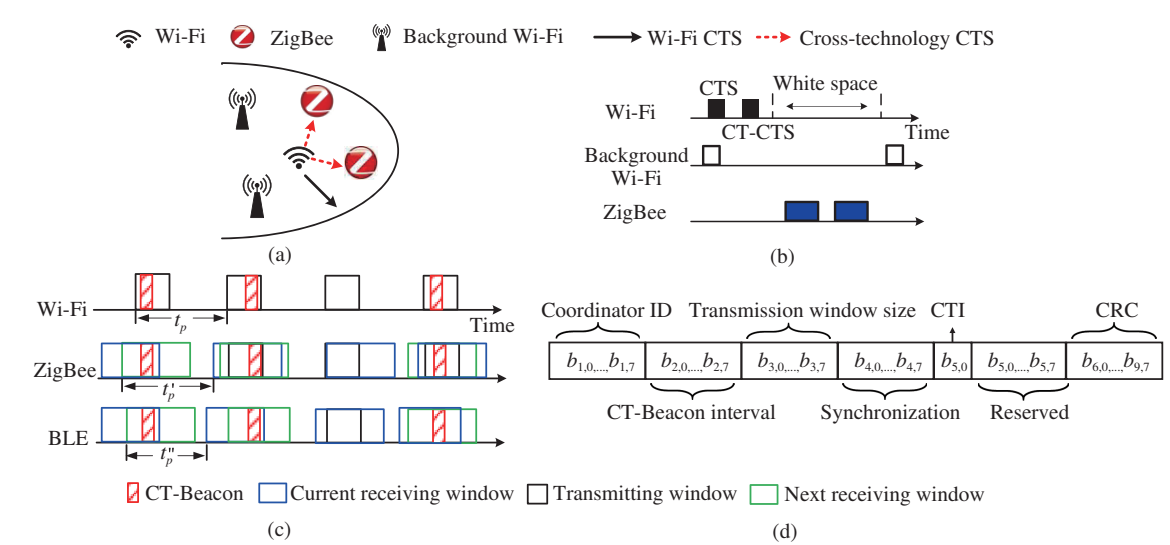 Wi-Fi
ZigBee
Background Wi-Fi
Wi-Fi CTS
Cross-technology CTS
Z
Z
Z
(a)
CTS
White space
Wi-Fi
CT-CTS
Time
Background
Wi-Fi
ZigBee
(b)
Wi-Fi
Time
t_p
ZigBee
t'_p
BLE
t''_p
CT-Beacon
Current receiving window
Transmitting window
Next receiving window
(c)
Coordinator ID
Transmission window size
CTI
CRC
b_{1,0,...,}b_{1,7}
b_{2,0,...,}b_{2,7}
b_{3,0,...,}b_{3,7}
b_{4,0,...,}b_{4,7}
b_{5,0}
b_{5,0,...,}b_{5,7}
b_{6,0,...,}b_{9,7}
CT-Beacon interval
Synchronization
Reserved
(d)